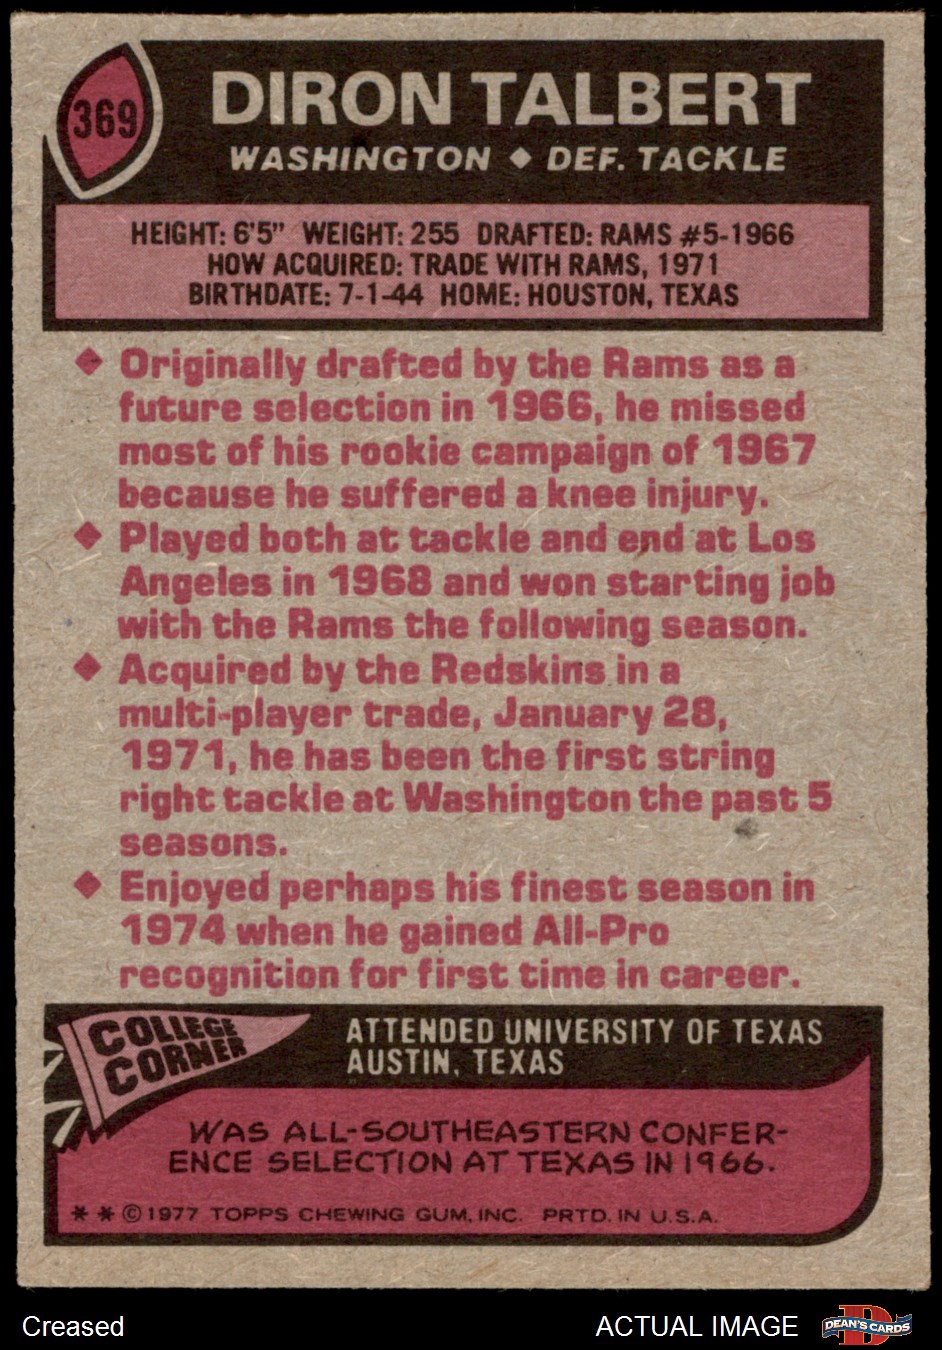 369
DIRON TALBERT
WASHINGTON ◆ DEF. TACKLE
HEIGHT: 6'5" WEIGHT: 255 DRAFTED: RAMS #5-1966
HOW ACQUIRED: TRADE WITH RAMS, 1971
BIRTHDATE: 7-1-44 HOME: HOUSTON, TEXAS
◆ Originally drafted by the Rams as a
future selection in 1966, he missed
most of his rookie campaign of 1967
because he suffered a knee injury.
◆ Played both at tackle and end at Los
Angeles in 1968 and won starting job
with the Rams the following season.
◆ Acquired by the Redskins in a
multi-player trade, January 28,
1971, he has been the first string
right tackle at Washington the past 5
seasons.
◆ Enjoyed perhaps his finest season in
1974 when he gained All-Pro
recognition for first time in career.
COLLEGE
CORNER
ATTENDED UNIVERSITY OF TEXAS
AUSTIN, TEXAS
WAS ALL-SOUTHEASTERN CONFER-
ENCE SELECTION AT TEXAS IN 1966.
* * © 1977 TOPPS CHEWING GUM, INC. PRTD. IN U.S.A.
Creased
ACTUAL IMAGE
D
DEAN'S CARDS